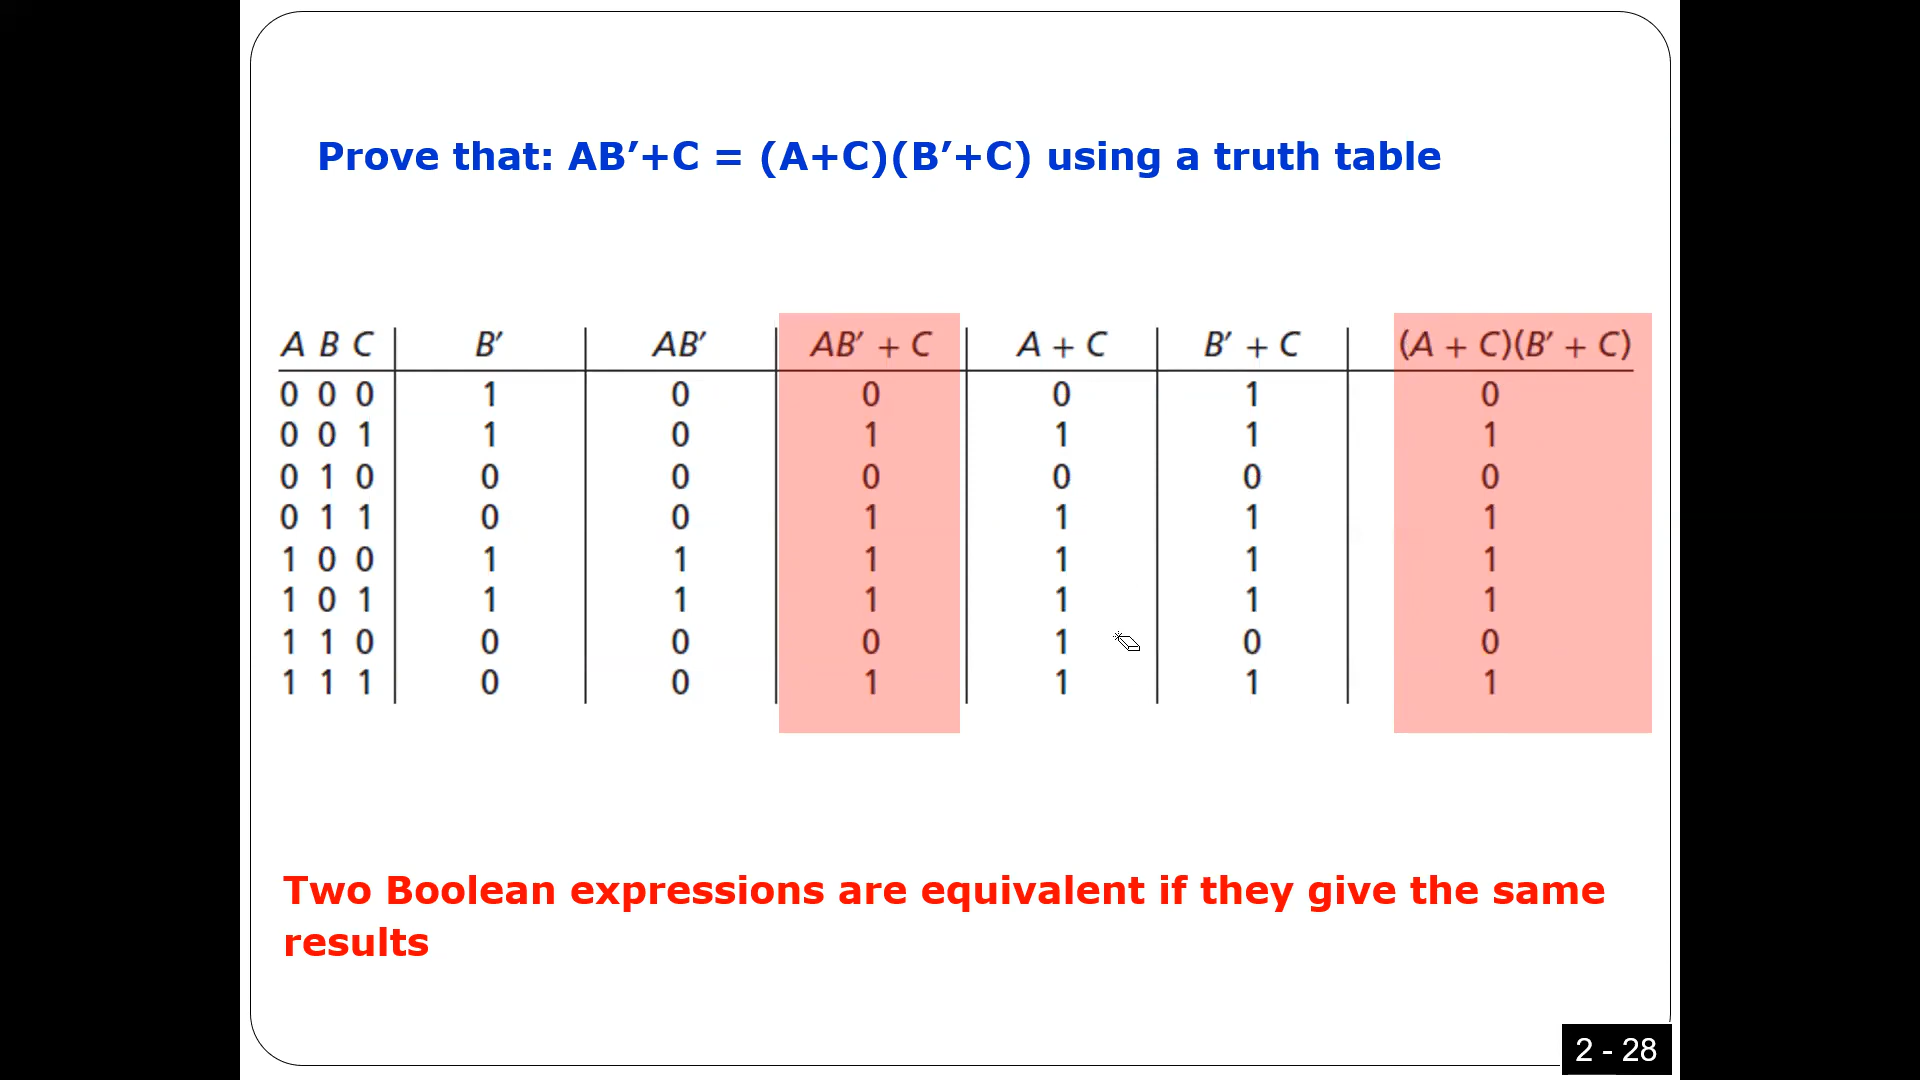 Prove that: AB′+C = (A+C)(B′+C) using a truth table
A B C B′ AB′ AB′ + C A + C B′ + C (A + C)(B′ + C)
0 0 0 1 0 0 0 1 0
0 0 1 1 0 1 1 1 1
0 1 0 0 0 0 0 0 0
0 1 1 0 0 1 1 1 1
1 0 0 1 1 1 1 1 1
1 0 1 1 1 1 1 1 1
1 1 0 0 0 0 1 0 0
1 1 1 0 0 1 1 1 1
Two Boolean expressions are equivalent if they give the same
results
2 - 28